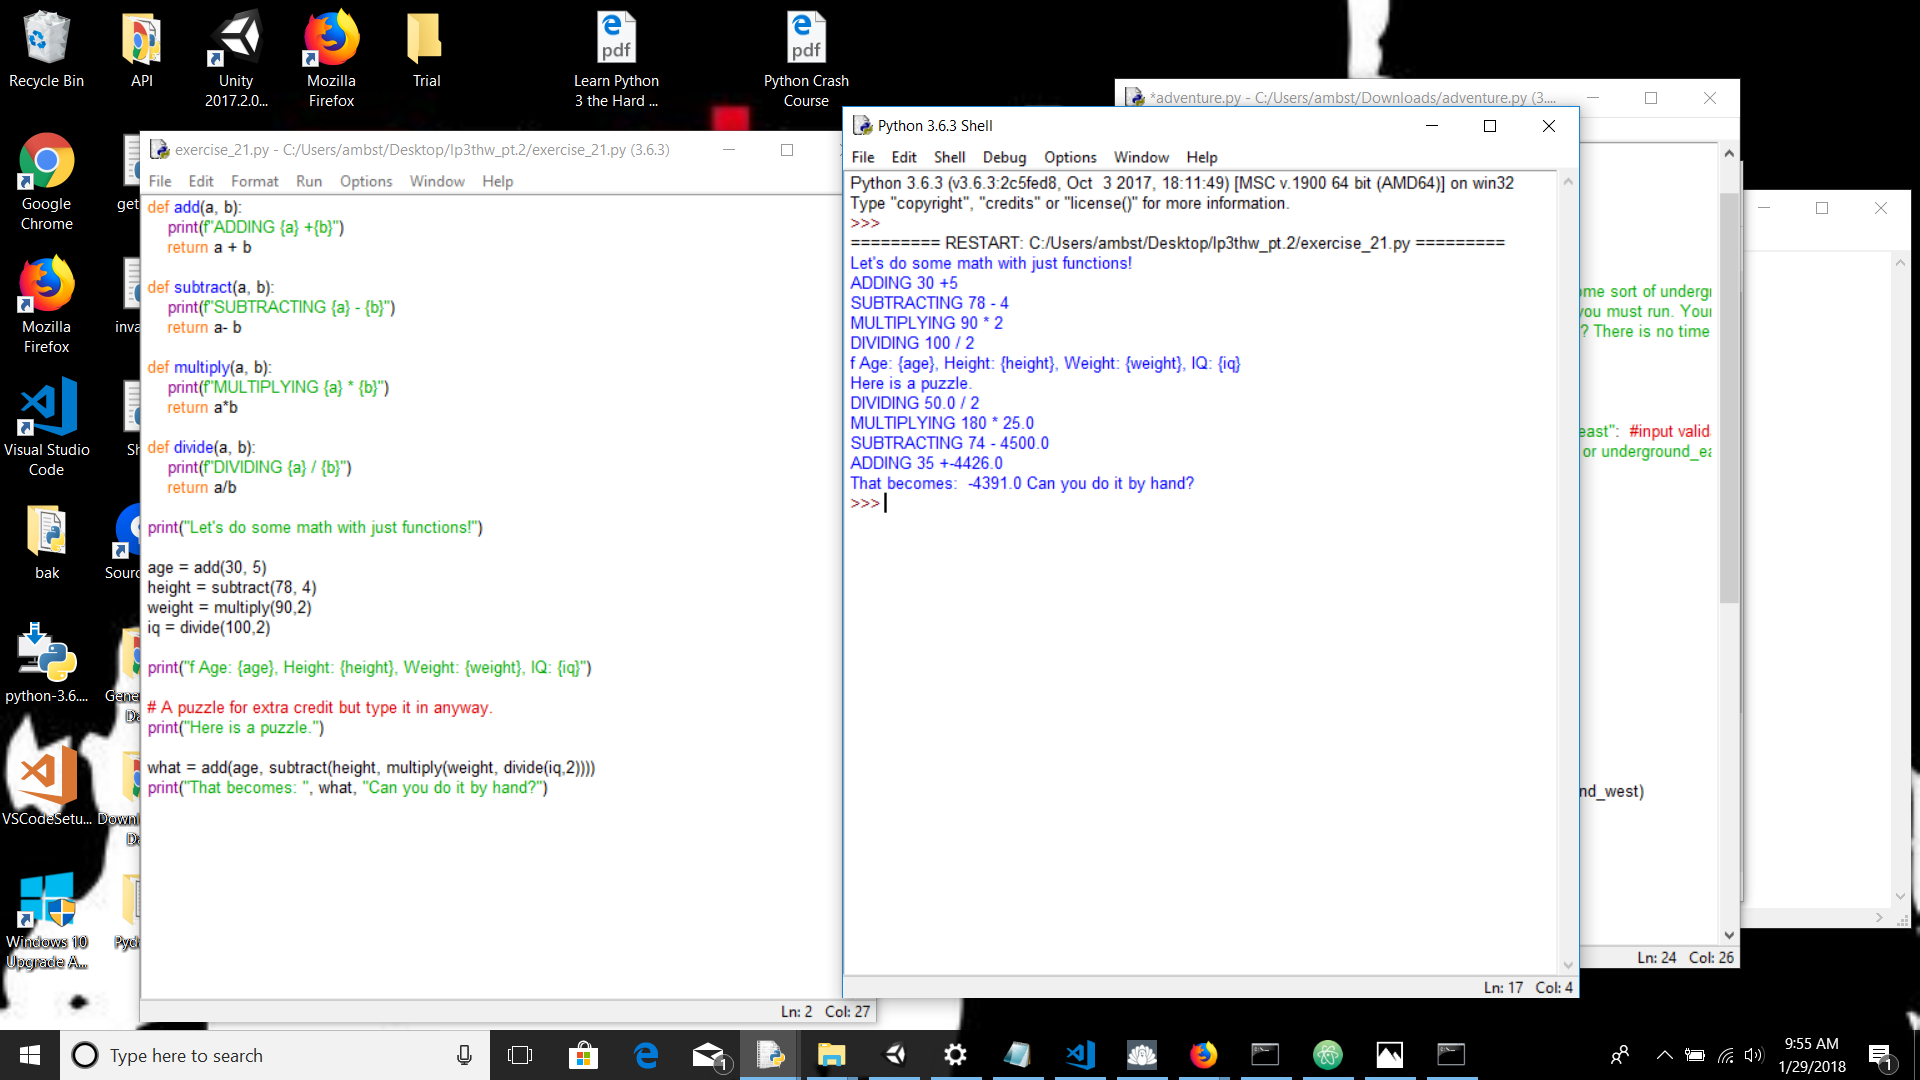 Recycle Bin
API
Unity
2017.2.0...
Mozilla
Firefox
Trial
pdf
Learn Python
3 the Hard ...
pdf
Python Crash
Course
Google
Chrome
get
Mozilla
Firefox
inva
Visual Studio
Code
Sh
bak
Sourc
python-3.6....
Gene
Da
VSCodeSetu...
Down
Da
Windows 10
Upgrade A...
Pyd
exercise_21.py - C:/Users/ambst/Desktop/lp3thw_pt.2/exercise_21.py (3.6.3)
File Edit Format Run Options Window Help
def add(a, b):
print(f"ADDING {a} +{b}")
return a + b
def subtract(a, b):
print(f"SUBTRACTING {a} - {b}")
return a- b
def multiply(a, b):
print(f"MULTIPLYING {a} * {b}")
return a*b
def divide(a, b):
print(f"DIVIDING {a} / {b}")
return a/b
print("Let's do some math with just functions!")
age = add(30, 5)
height = subtract(78, 4)
weight = multiply(90,2)
iq = divide(100,2)
print("f Age: {age}, Height: {height}, Weight: {weight}, IQ: {iq}")
# A puzzle for extra credit but type it in anyway.
print("Here is a puzzle.")
what = add(age, subtract(height, multiply(weight, divide(iq,2))))
print("That becomes: ", what, "Can you do it by hand?")
Ln: 2 Col: 27
Python 3.6.3 Shell
File Edit Shell Debug Options Window Help
Python 3.6.3 (v3.6.3:2c5fed8, Oct  3 2017, 18:11:49) [MSC v.1900 64 bit (AMD64)] on win32
Type "copyright", "credits" or "license()" for more information.
>>>
========= RESTART: C:/Users/ambst/Desktop/lp3thw_pt.2/exercise_21.py =========
Let's do some math with just functions!
ADDING 30 +5
SUBTRACTING 78 - 4
MULTIPLYING 90 * 2
DIVIDING 100 / 2
f Age: {age}, Height: {height}, Weight: {weight}, IQ: {iq}
Here is a puzzle.
DIVIDING 50.0 / 2
MULTIPLYING 180 * 25.0
SUBTRACTING 74 - 4500.0
ADDING 35 +-4426.0
That becomes:  -4391.0 Can you do it by hand?
>>>
Ln: 17 Col: 4
*adventure.py - C:/Users/ambst/Downloads/adventure.py (3....
me sort of undergr
you must run. Your
? There is no time
east": #input valid
or underground_ea
nd_west)
Ln: 24 Col: 26
Type here to search
1
9:55 AM
1/29/2018
1